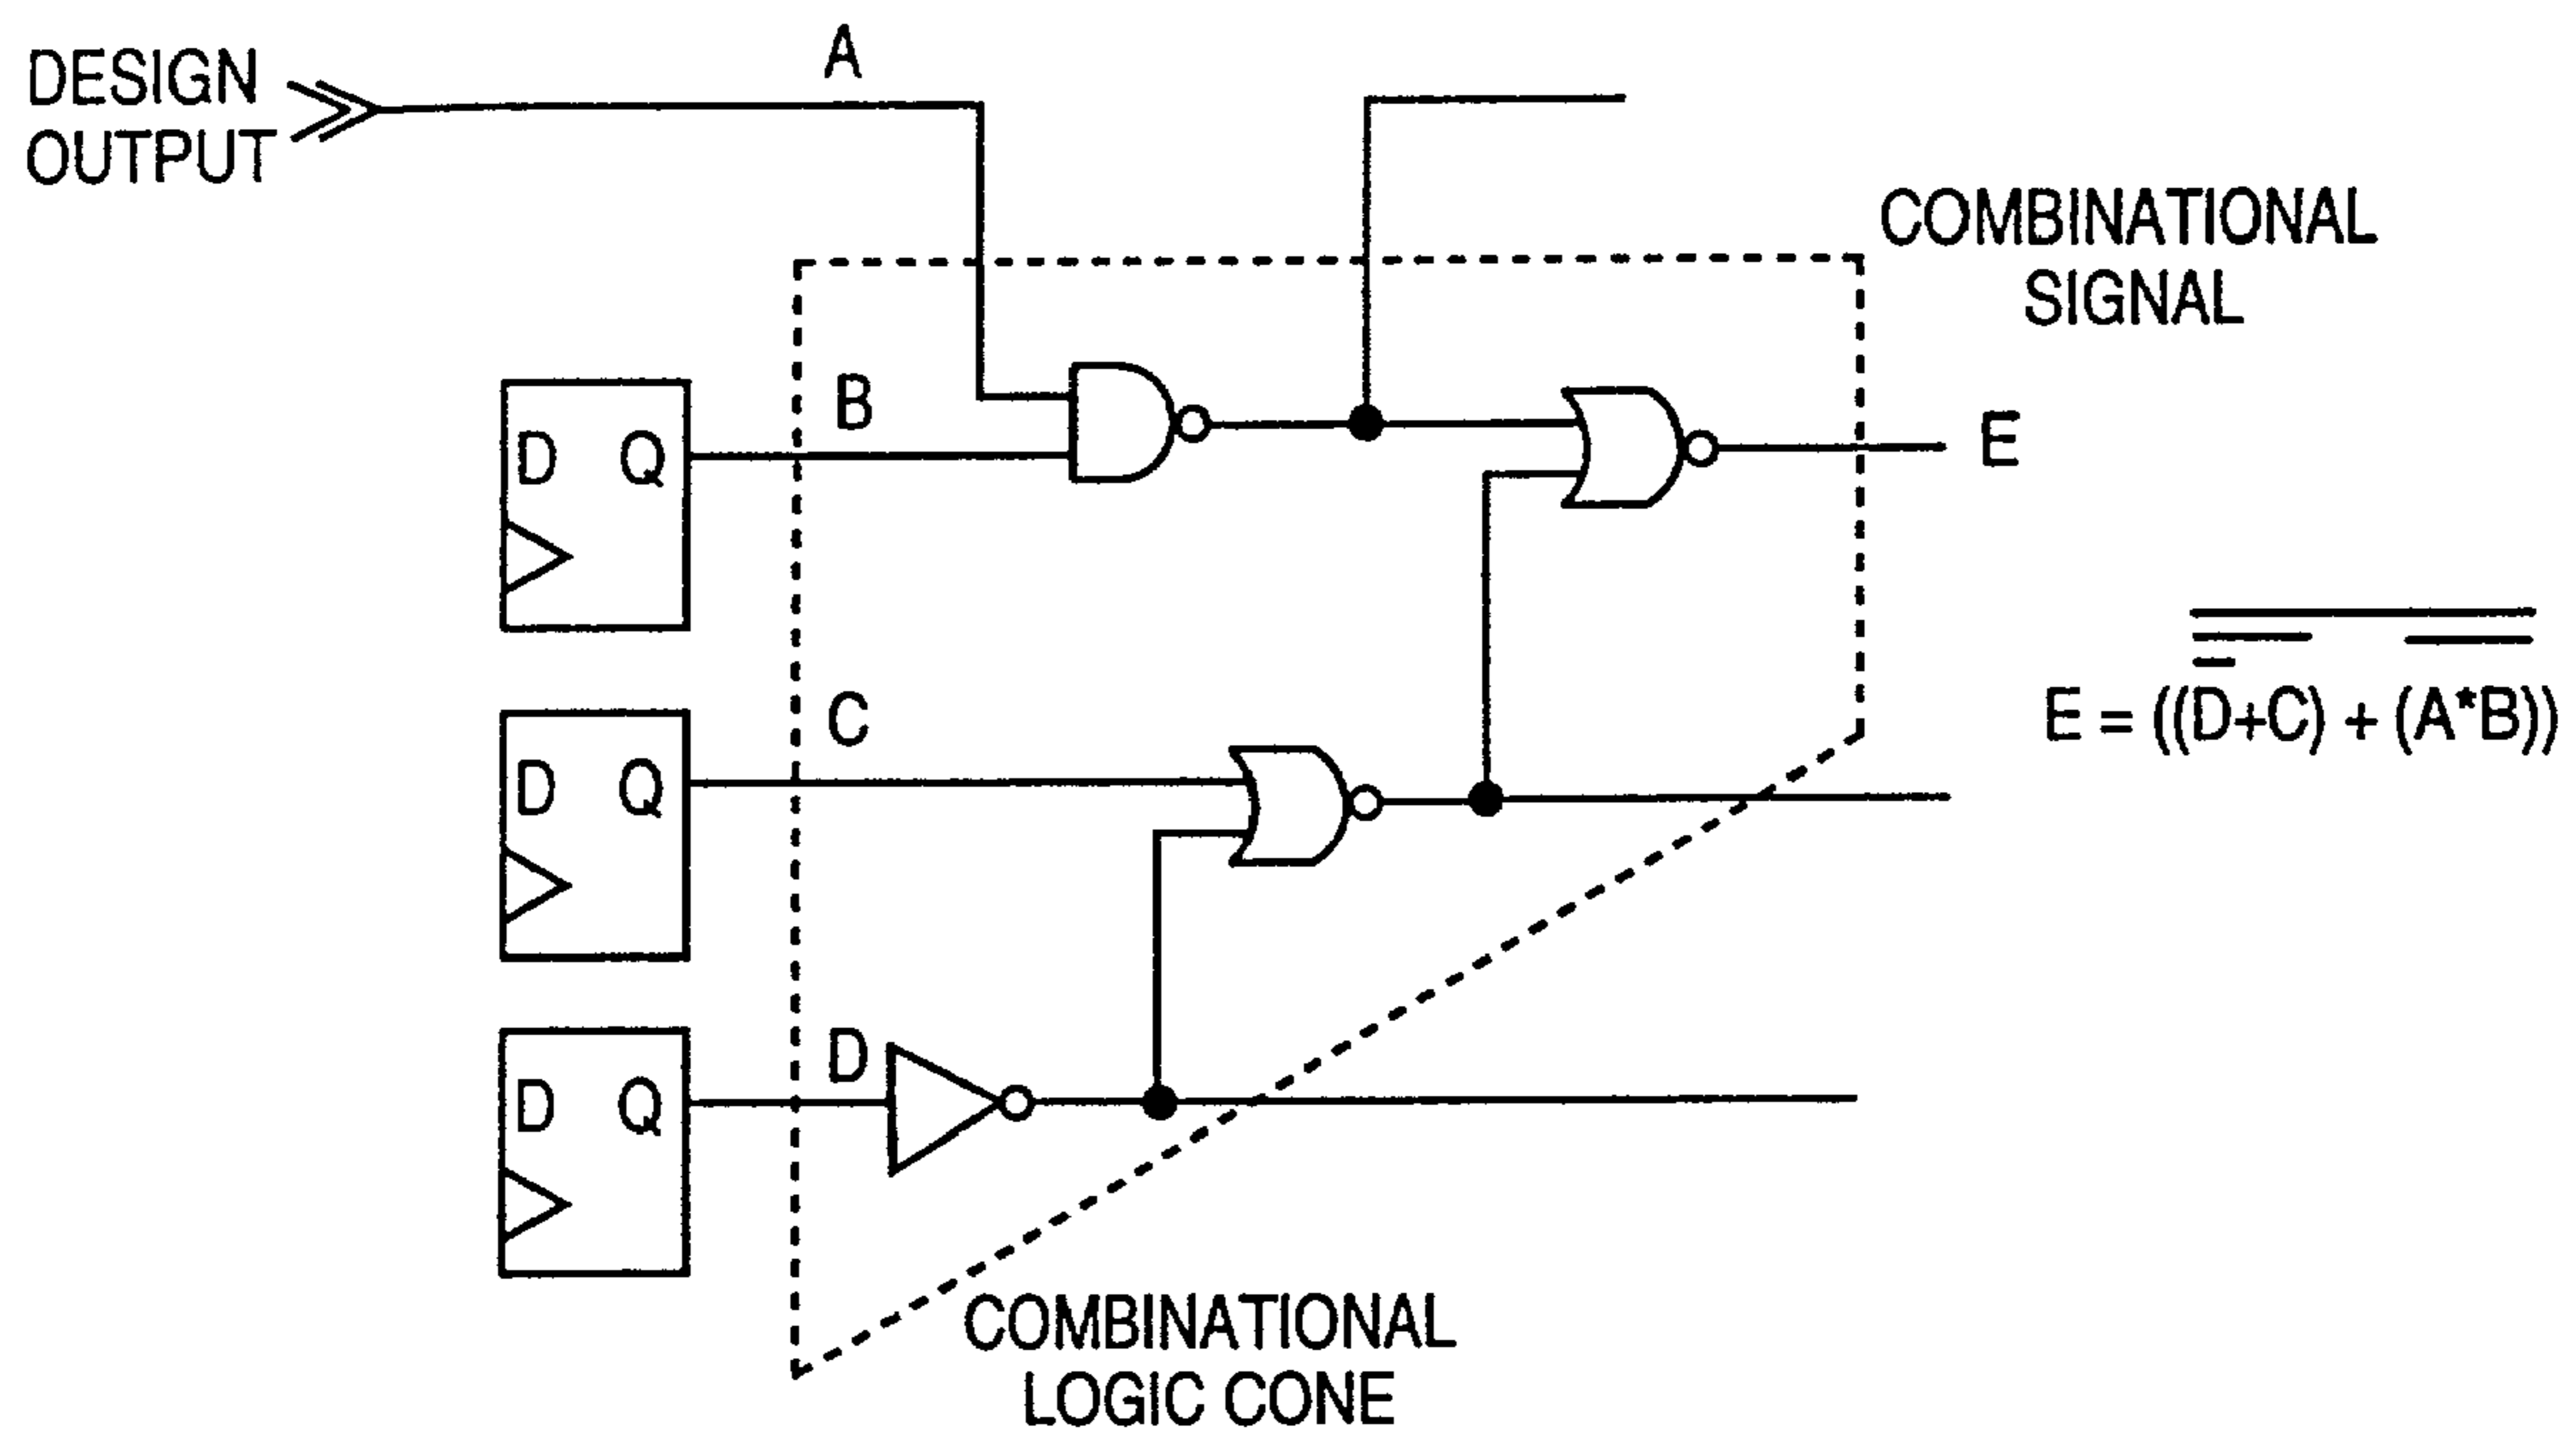 DESIGN
OUTPUT
A
COMBINATIONAL
SIGNAL
B
D Q
E
E = ((D+C) + (A*B))
C
D Q
D
D Q
COMBINATIONAL
LOGIC CONE